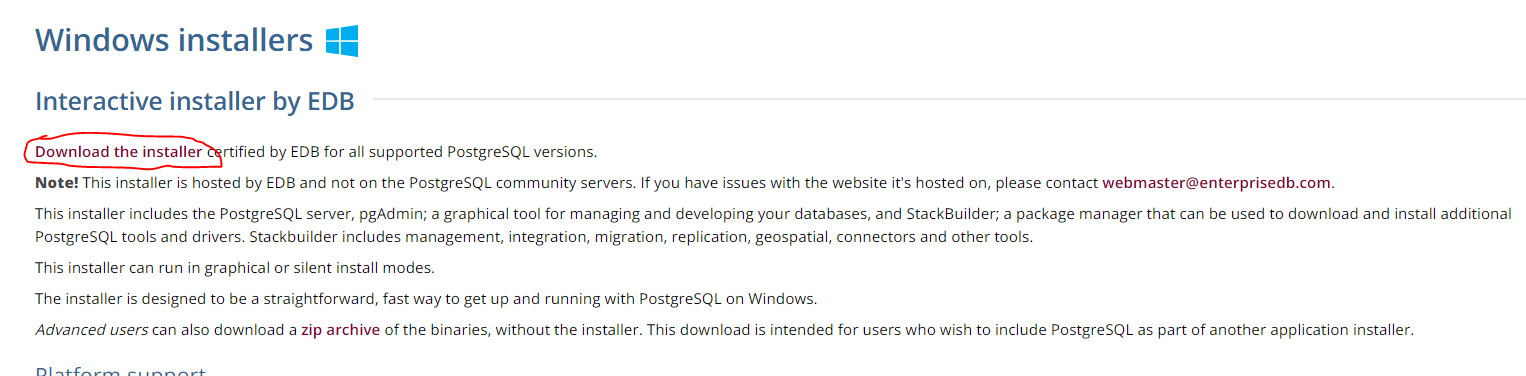 Windows installers
Interactive installer by EDB
Download the installer certified by EDB for all supported PostgreSQL versions.
Note! This installer is hosted by EDB and not on the PostgreSQL community servers. If you have issues with the website it's hosted on, please contact webmaster@enterprisedb.com.
This installer includes the PostgreSQL server, pgAdmin; a graphical tool for managing and developing your databases, and StackBuilder; a package manager that can be used to download and install additional
PostgreSQL tools and drivers. Stackbuilder includes management, integration, migration, replication, geospatial, connectors and other tools.
This installer can run in graphical or silent install modes.
The installer is designed to be a straightforward, fast way to get up and running with PostgreSQL on Windows.
Advanced users can also download a zip archive of the binaries, without the installer. This download is intended for users who wish to include PostgreSQL as part of another application installer.
Platform support